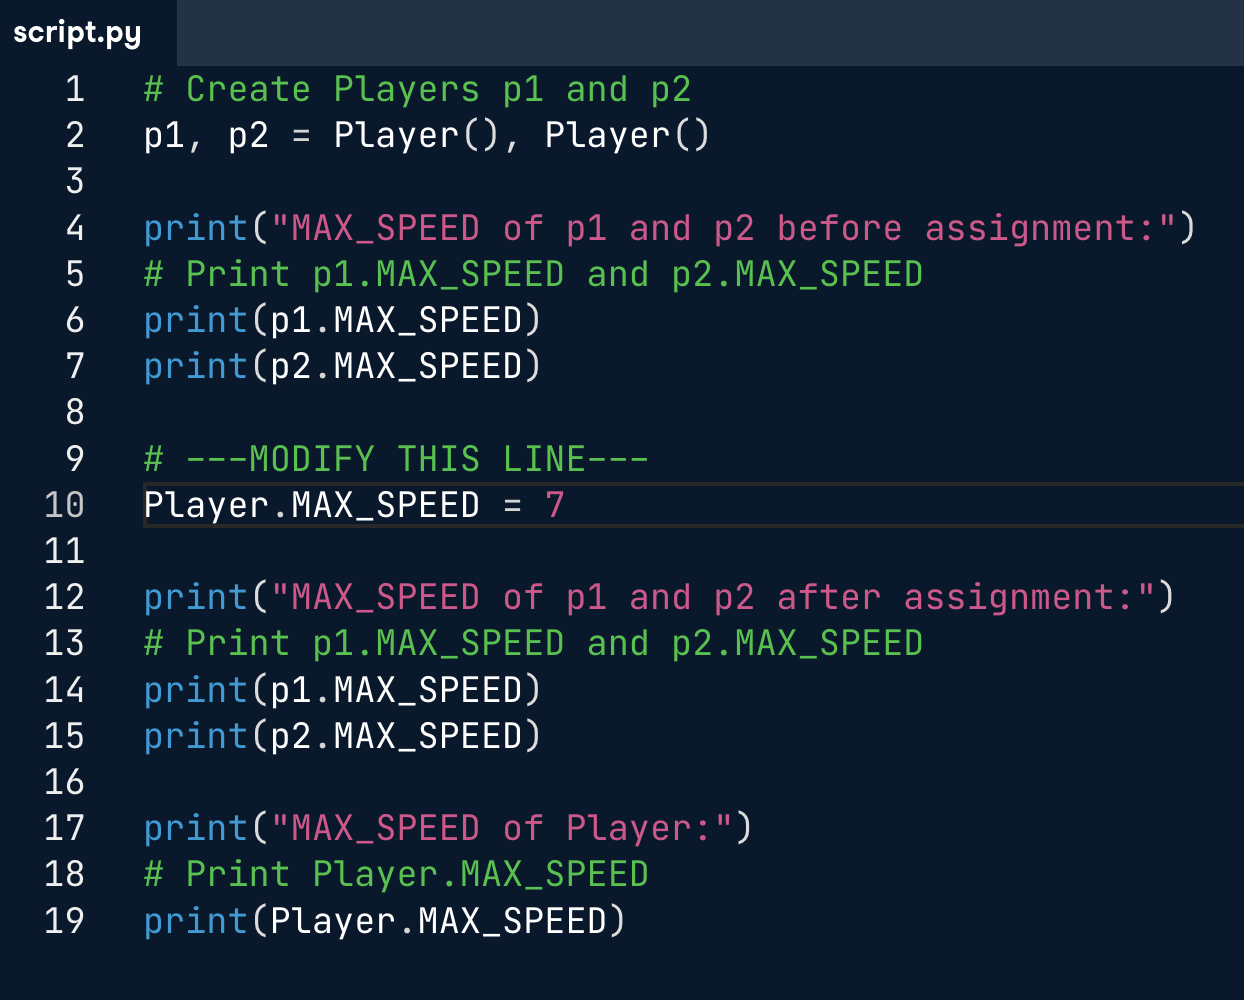 script.py
1 # Create Players p1 and p2
2 p1, p2 = Player(), Player()
3
4 print("MAX_SPEED of p1 and p2 before assignment:")
5 # Print p1.MAX_SPEED and p2.MAX_SPEED
6 print(p1.MAX_SPEED)
7 print(p2.MAX_SPEED)
8
9 # ---MODIFY THIS LINE---
10 Player.MAX_SPEED = 7
11
12 print("MAX_SPEED of p1 and p2 after assignment:")
13 # Print p1.MAX_SPEED and p2.MAX_SPEED
14 print(p1.MAX_SPEED)
15 print(p2.MAX_SPEED)
16
17 print("MAX_SPEED of Player:")
18 # Print Player.MAX_SPEED
19 print(Player.MAX_SPEED)